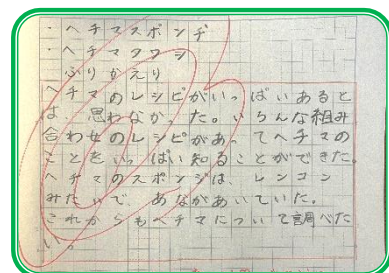 ・ヘチマスポンヂ
・ヘチマタワシ
ふりかえり
ヘチマのレシピがいっぱいあると
は、思わなかった。いろんな組み
合わせのレシピがあってヘチマの
ことをいっぱい知ることができた。
ヘチマのスポンジは、レンコン
みたいで、あながあいていた。
これからもヘチマについて調べた
い。